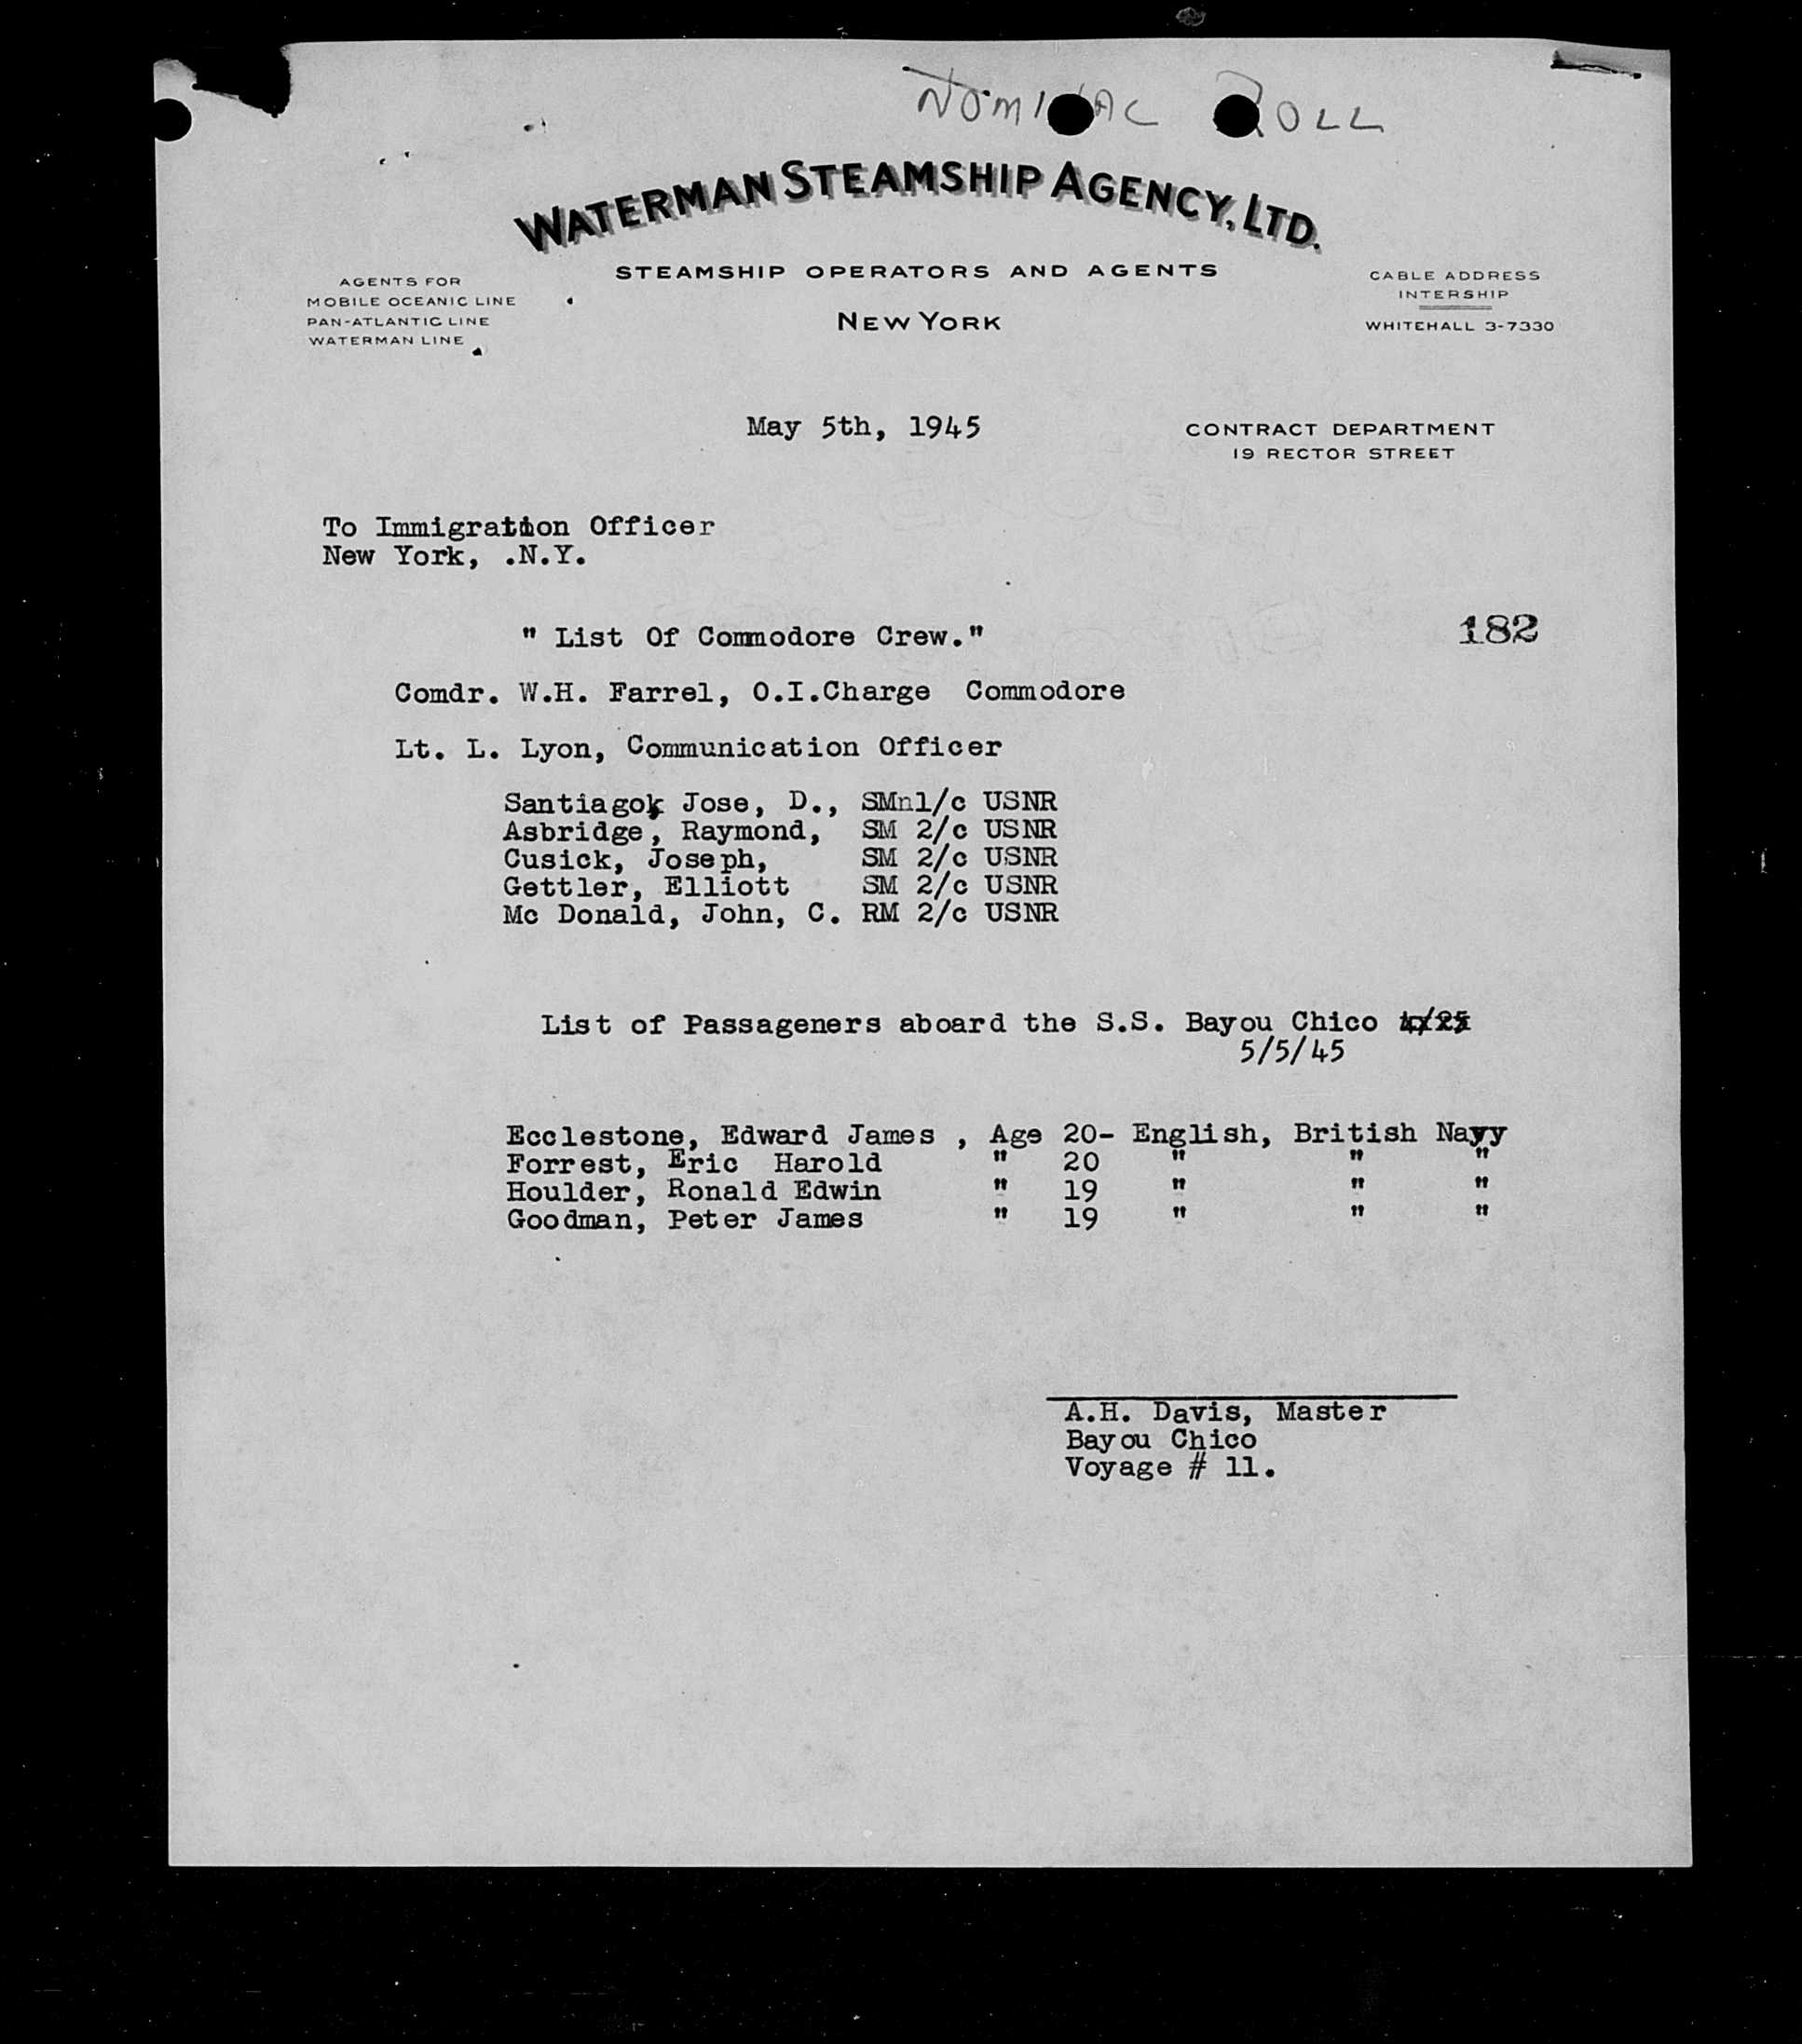 NOMINAL ROLL
WATERMAN STEAMSHIP AGENCY, LTD.
STEAMSHIP OPERATORS AND AGENTS
NEW YORK
AGENTS FOR
MOBILE OCEANIC LINE
PAN-ATLANTIC LINE
WATERMAN LINE
CABLE ADDRESS
INTERSHIP
WHITEHALL 3-7330
May 5th, 1945
CONTRACT DEPARTMENT
19 RECTOR STREET
To Immigration Officer
New York, .N.Y.
" List Of Commodore Crew."
182
Comdr. W.H. Farrel, O.I.Charge Commodore
Lt. L. Lyon, Communication Officer
Santiago, Jose, D., SMn1/c USNR
Asbridge, Raymond, SM 2/c USNR
Cusick, Joseph, SM 2/c USNR
Gettler, Elliott SM 2/c USNR
Mc Donald, John, C. RM 2/c USNR
List of Passageners aboard the S.S. Bayou Chico
5/5/45
Ecclestone, Edward James , Age 20- English, British Navy
Forrest, Eric Harold " 20 " " "
Houlder, Ronald Edwin " 19 " " "
Goodman, Peter James " 19 " " "
A.H. Davis, Master
Bayou Chico
Voyage # 11.